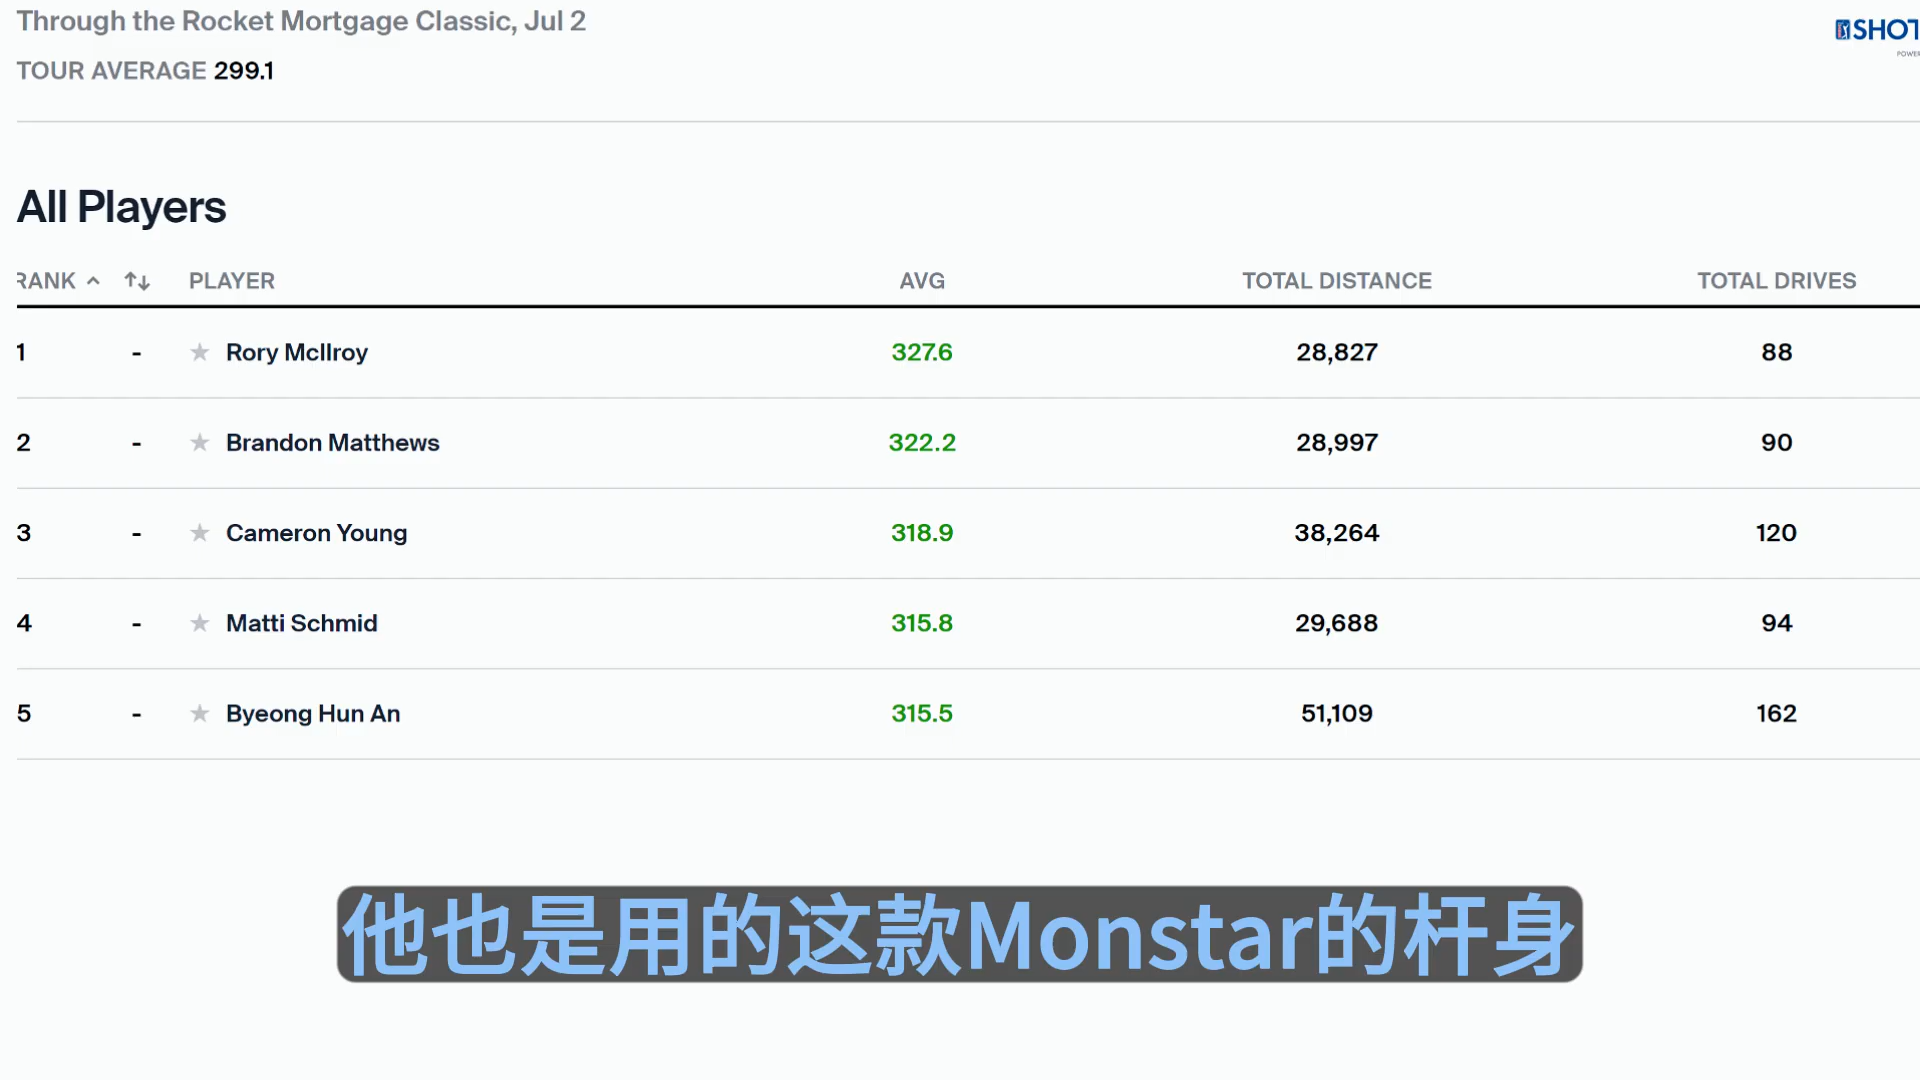 Through the Rocket Mortgage Classic, Jul 2
SHOT
POWER
TOUR AVERAGE 299.1
All Players
RANK PLAYER AVG TOTAL DISTANCE TOTAL DRIVES
1 - Rory McIlroy 327.6 28,827 88
2 - Brandon Matthews 322.2 28,997 90
3 - Cameron Young 318.9 38,264 120
4 - Matti Schmid 315.8 29,688 94
5 - Byeong Hun An 315.5 51,109 162
他也是用的这款Monstar的杆身